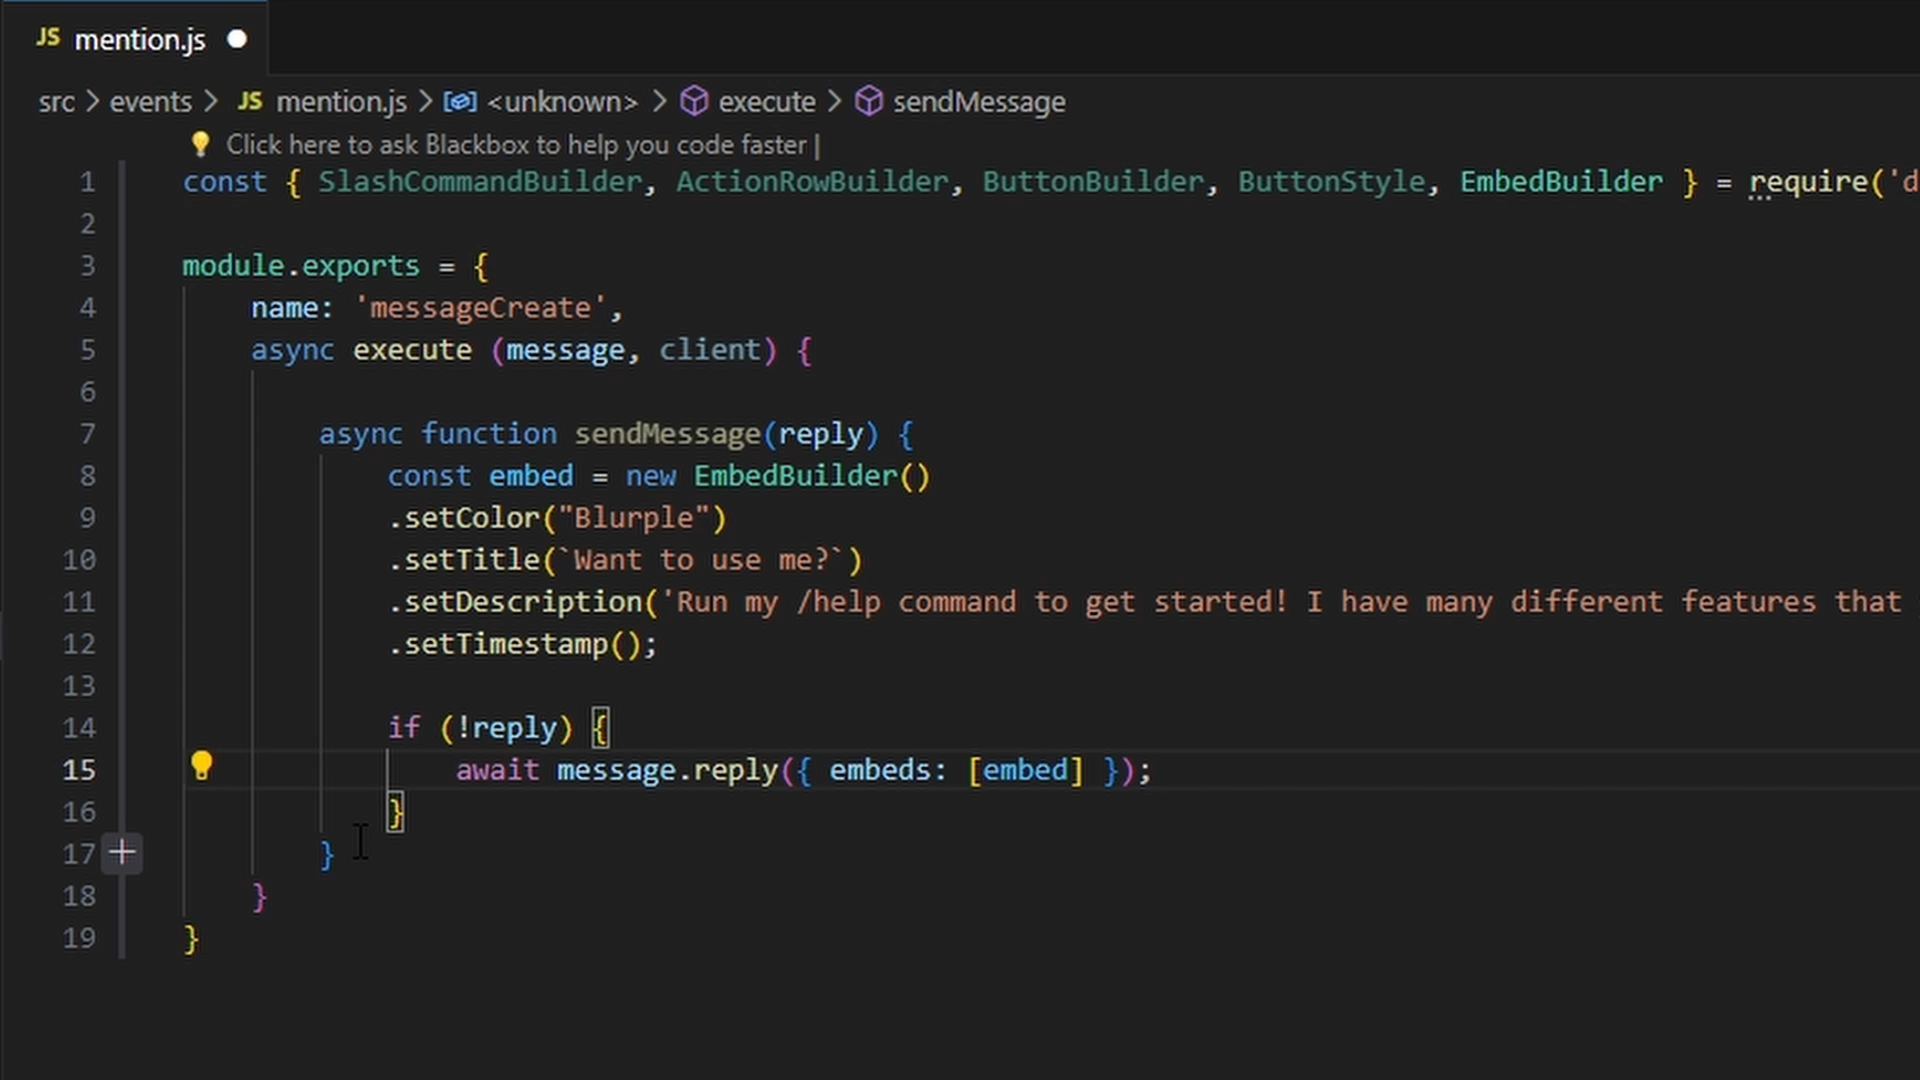 JS mention.js
src > events > JS mention.js > <unknown> > execute > sendMessage
Click here to ask Blackbox to help you code faster |
1 const { SlashCommandBuilder, ActionRowBuilder, ButtonBuilder, ButtonStyle, EmbedBuilder } = require('d
2
3 module.exports = {
4     name: 'messageCreate',
5     async execute (message, client) {
6
7         async function sendMessage(reply) {
8             const embed = new EmbedBuilder()
9             .setColor("Blurple")
10             .setTitle(`Want to use me?`)
11             .setDescription('Run my /help command to get started! I have many different features that
12             .setTimestamp();
13
14             if (!reply) {
15                 await message.reply({ embeds: [embed] });
16             }
17         }
18     }
19 }